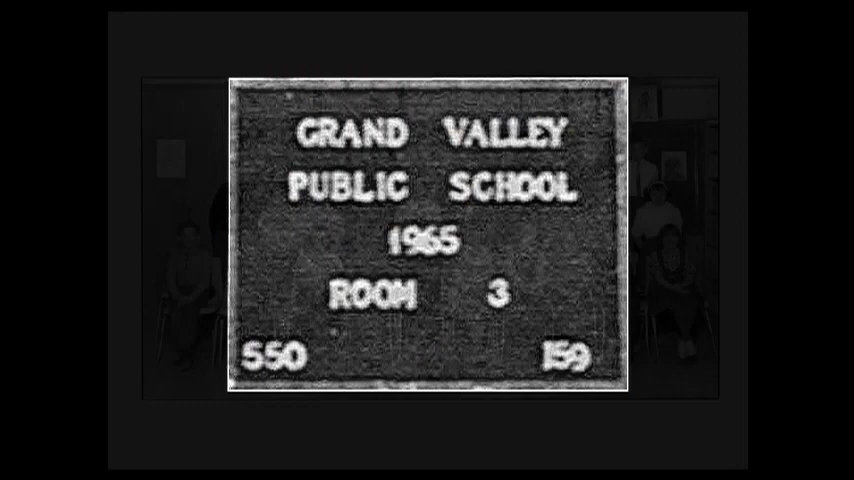 GRAND VALLEY
PUBLIC SCHOOL
1965
ROOM 3
550 159